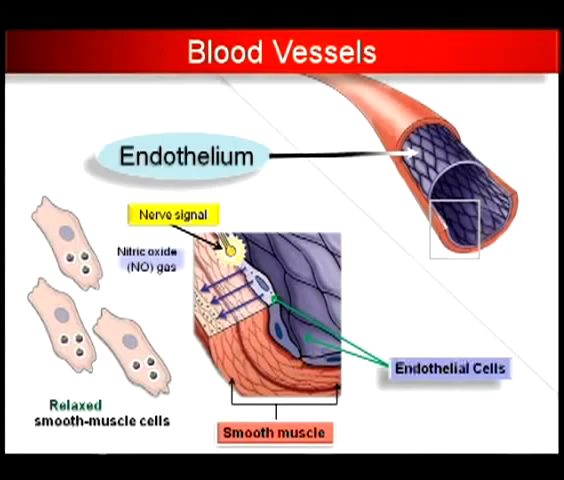 Blood Vessels
Endothelium
Nerve signal
Nitric oxide
(NO) gas
Endothelial Cells
Relaxed
smooth-muscle cells
Smooth muscle